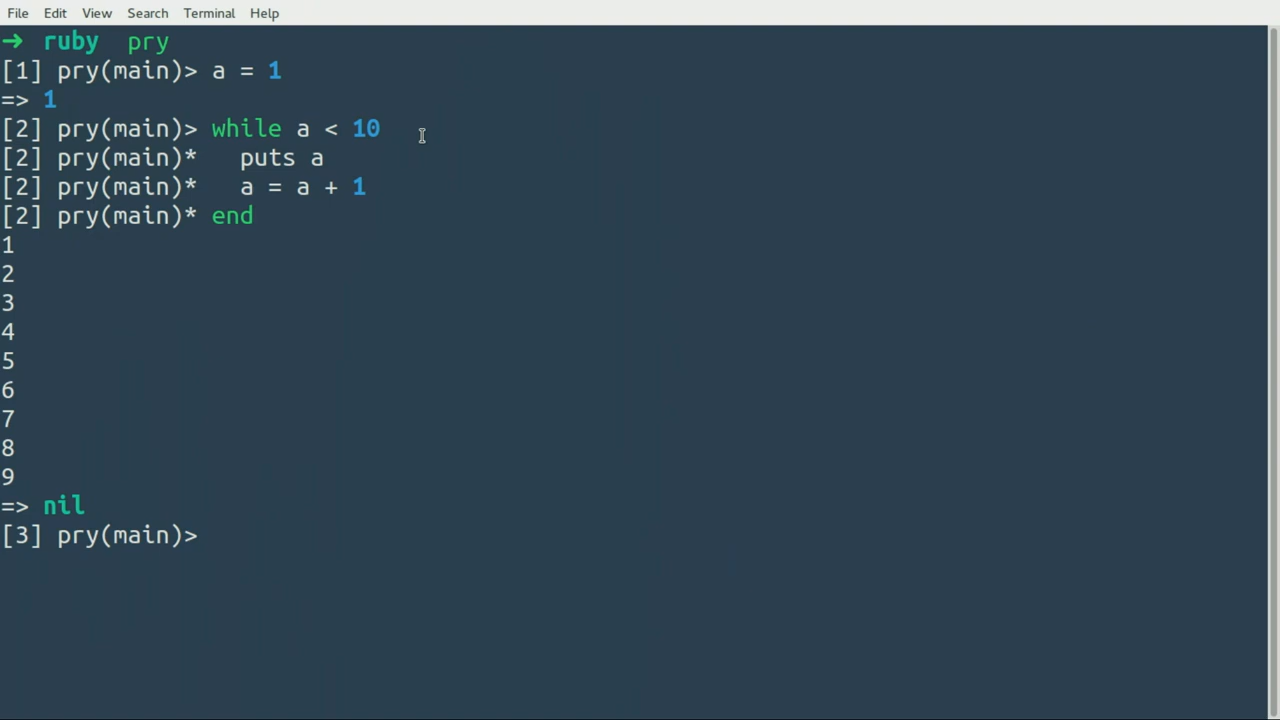 File Edit View Search Terminal Help
→ ruby pry
[1] pry(main)> a = 1
=> 1
[2] pry(main)> while a < 10
[2] pry(main)*   puts a
[2] pry(main)*   a = a + 1
[2] pry(main)* end
1
2
3
4
5
6
7
8
9
=> nil
[3] pry(main)>